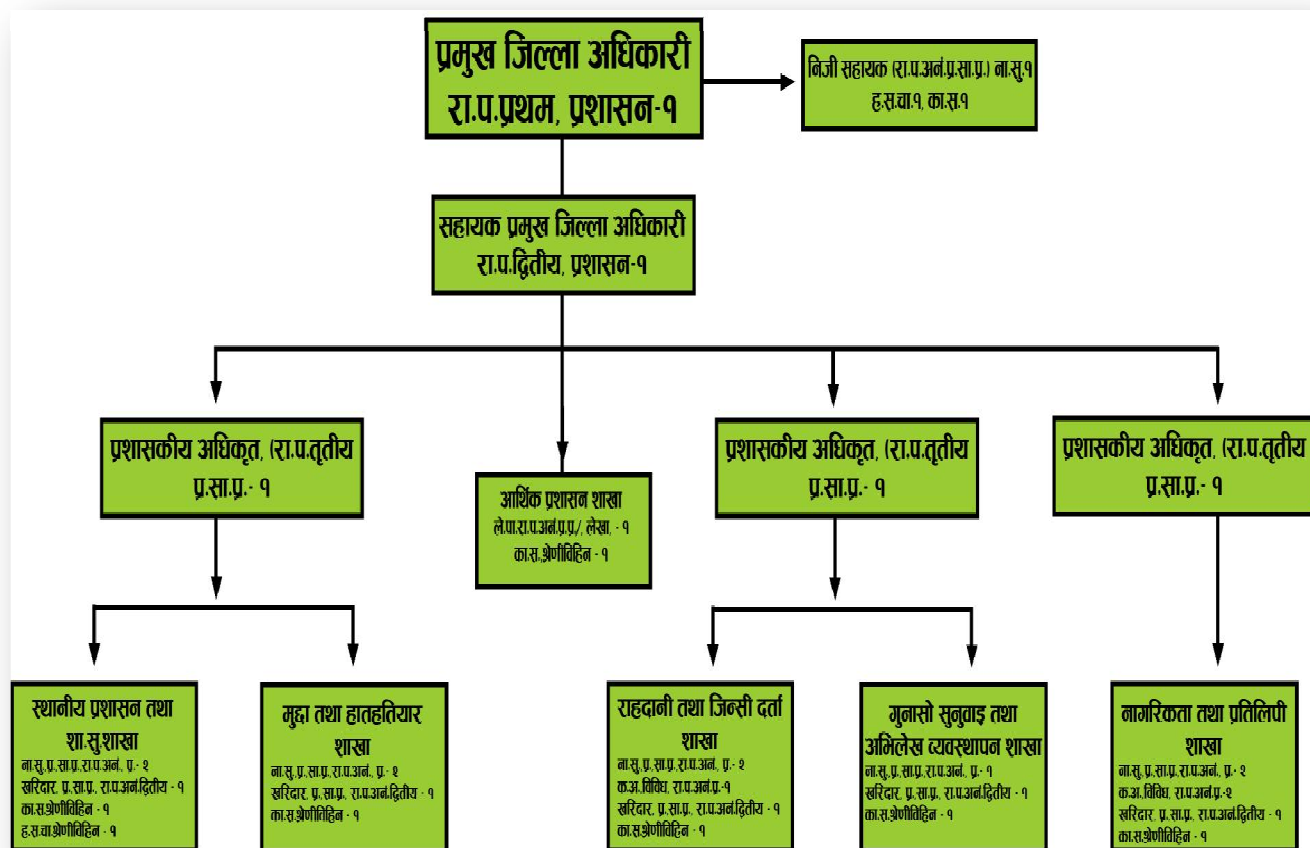 प्रमुख जिल्ला अधिकारी
रा.प.प्रथम, प्रशासन-१
निजी सहायक (रा.प.अनं.प्र.सा.प्र.) ना.सु.१
ह.स.चा.१, का.स.१
सहायक प्रमुख जिल्ला अधिकारी
रा.प.द्वितीय, प्रशासन-१
प्रशासकीय अधिकृत, (रा.प.तृतीय
प्र.सा.प्र.- १
आर्थिक प्रशासन शाखा
ले.पा.रा.प.अनं.प्र.प्र./, लेखा, - १
का.स.,श्रेणीविहिन - १
प्रशासकीय अधिकृत, (रा.प.तृतीय
प्र.सा.प्र.- १
प्रशासकीय अधिकृत, (रा.प.तृतीय
प्र.सा.प्र.- १
स्थानीय प्रशासन तथा
शा.सु.शाखा
ना.सु.,प्र.,सा.प्र.,रा.प.अनं., प्र.- २
खरिदार, प्र.सा.प्र., रा.प.अनं.द्वितीय - १
का.स.श्रेणीविहिन - १
ह.स.चा.श्रेणीविहिन - १
मुद्दा तथा हातहतियार
शाखा
ना.सु.,प्र.,सा.प्र.,रा.प.अनं., प्र.- १
खरिदार, प्र.सा.प्र., रा.प.अनं.द्वितीय - १
का.स.श्रेणीविहिन - १
राहदानी तथा जिन्सी दर्ता
शाखा
ना.सु.,प्र.,सा.प्र.,रा.प.अनं., प्र.- २
क.अ.,विविध, रा.प.अनं.प्र.-१
खरिदार, प्र.सा.प्र., रा.प.अनं.द्वितीय - १
का.स.श्रेणीविहिन - १
गुनासो सुनुवाइ तथा
अभिलेख व्यवस्थापन शाखा
ना.सु.,प्र.,सा.प्र.,रा.प.अनं., प्र.- १
खरिदार, प्र.सा.प्र., रा.प.अनं.द्वितीय - १
का.स.श्रेणीविहिन - १
नागरिकता तथा प्रतिलिपी
शाखा
ना.सु.,प्र.,सा.प्र.,रा.प.अनं., प्र.- २
क.अ.,विविध, रा.प.अनं.प्र.-२
खरिदार, प्र.सा.प्र., रा.प.अनं.द्वितीय - १
का.स.श्रेणीविहिन - १